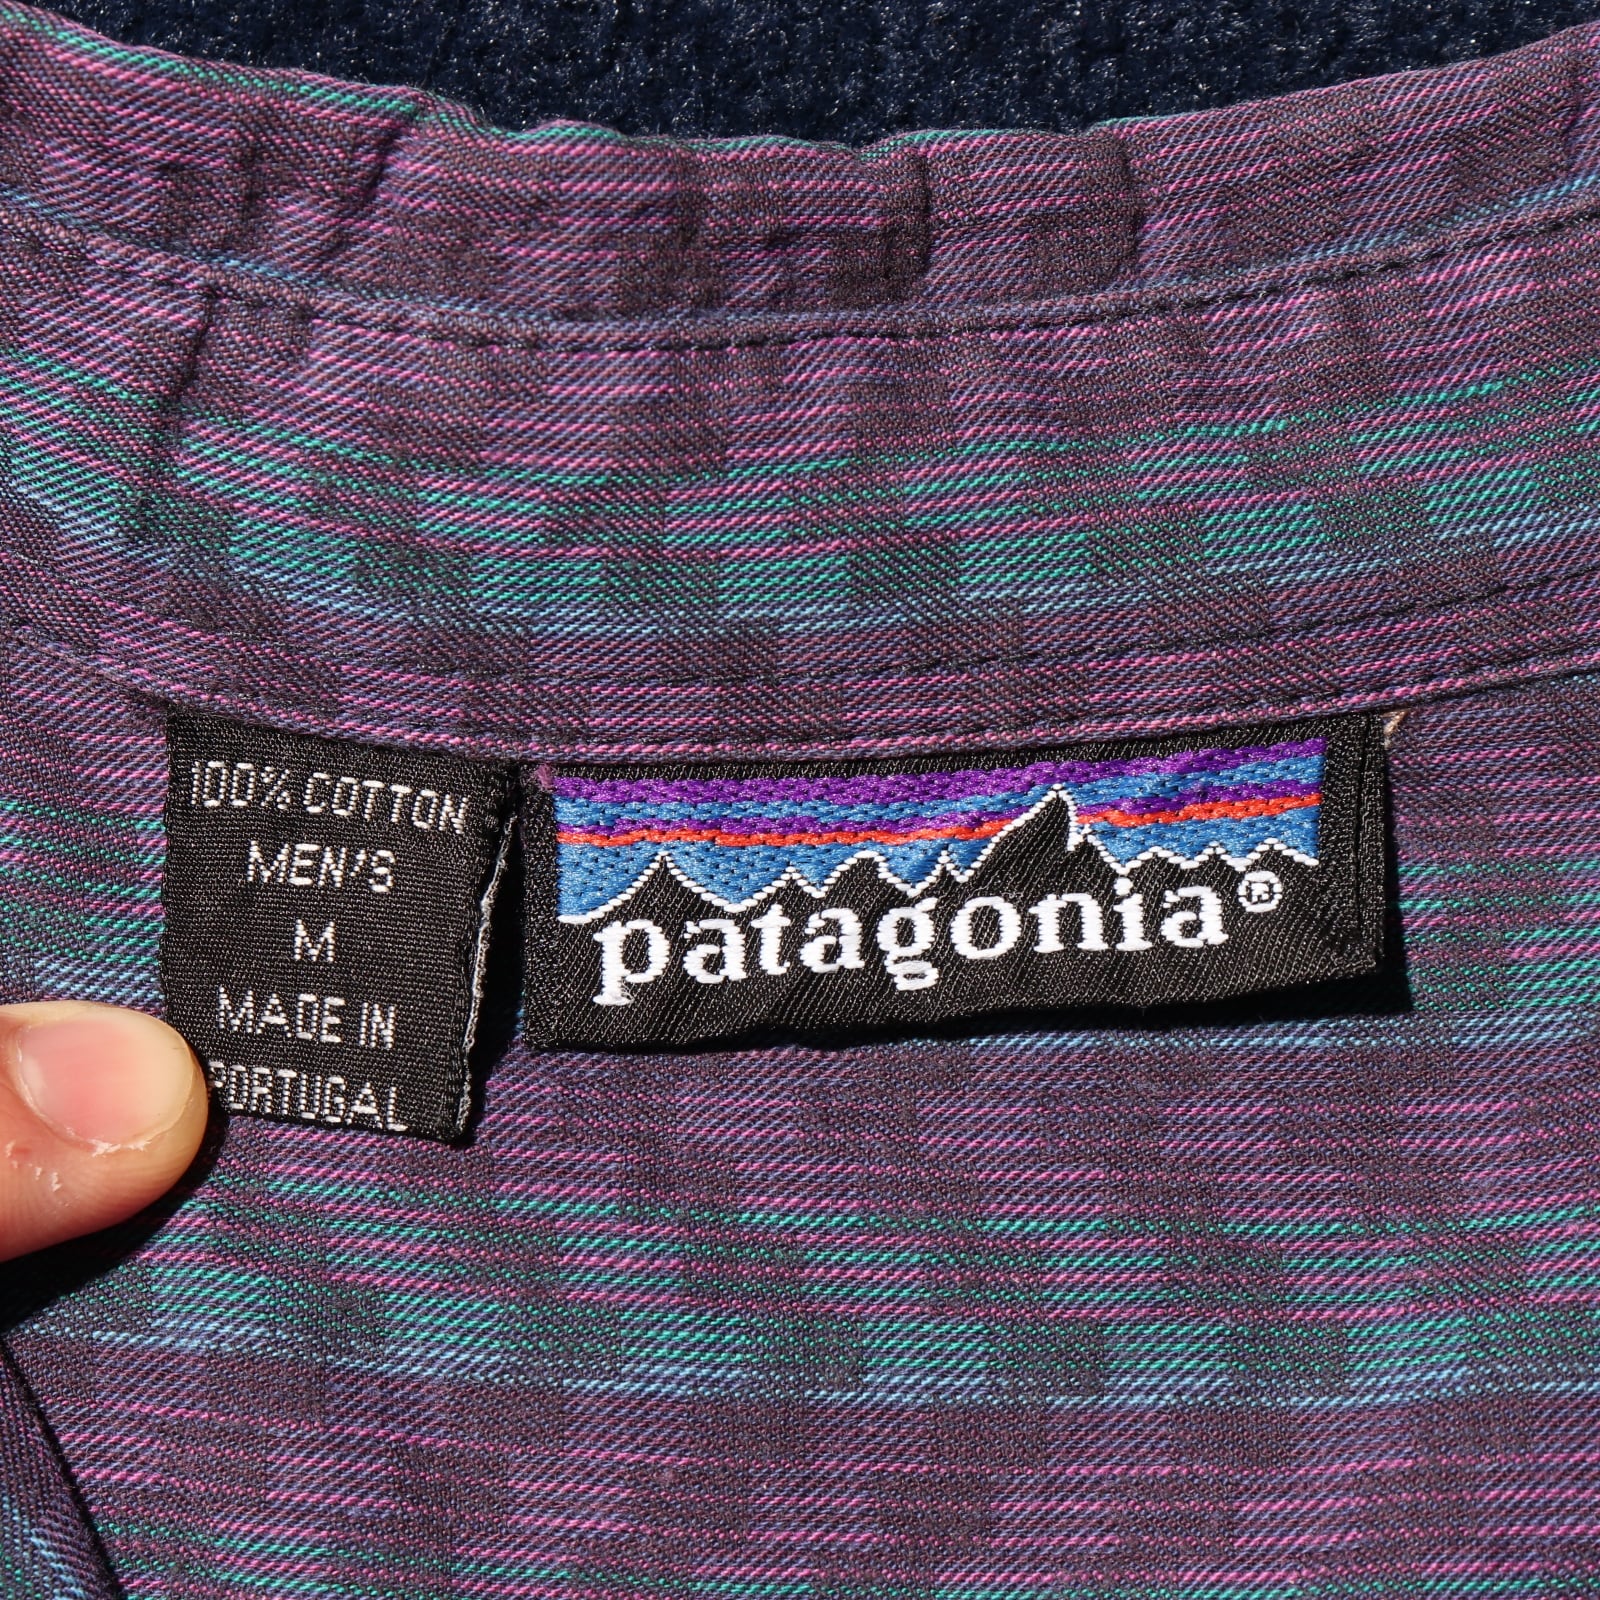 100% COTTON
MEN'S
M
MADE IN
PORTUGAL
patagonia®